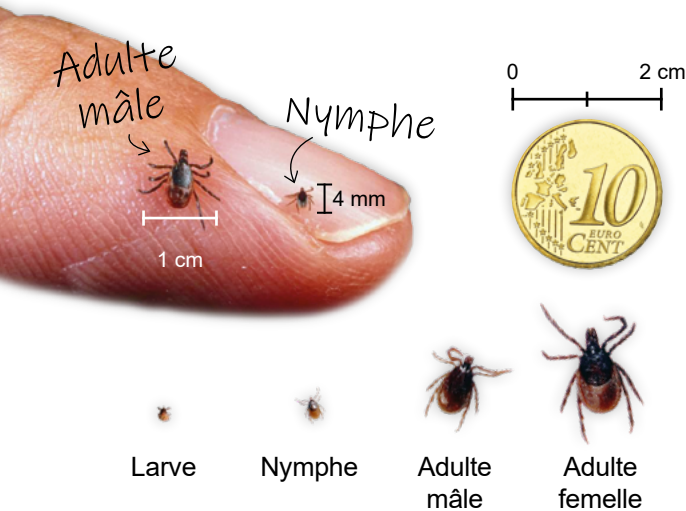 Adulte
mâle
Nymphe
4 mm
1 cm
0 2 cm
10
EURO
CENT
Larve
Nymphe
Adulte
mâle
Adulte
femelle